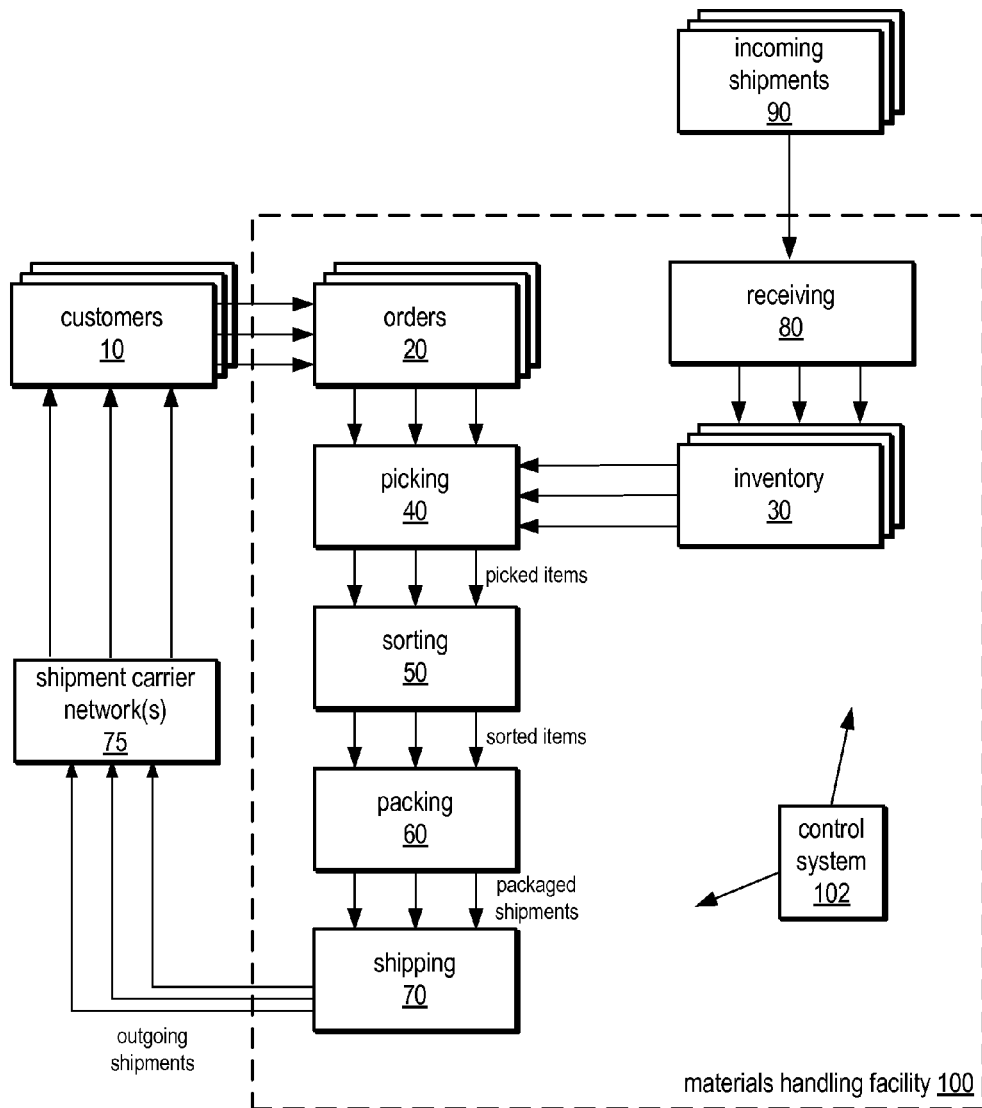 incoming
shipments
90
customers
10
orders
20
receiving
80
picking
40
inventory
30
picked items
sorting
50
shipment carrier
network(s)
75
sorted items
packing
60
control
system
102
packaged
shipments
shipping
70
outgoing
shipments
materials handling facility 100